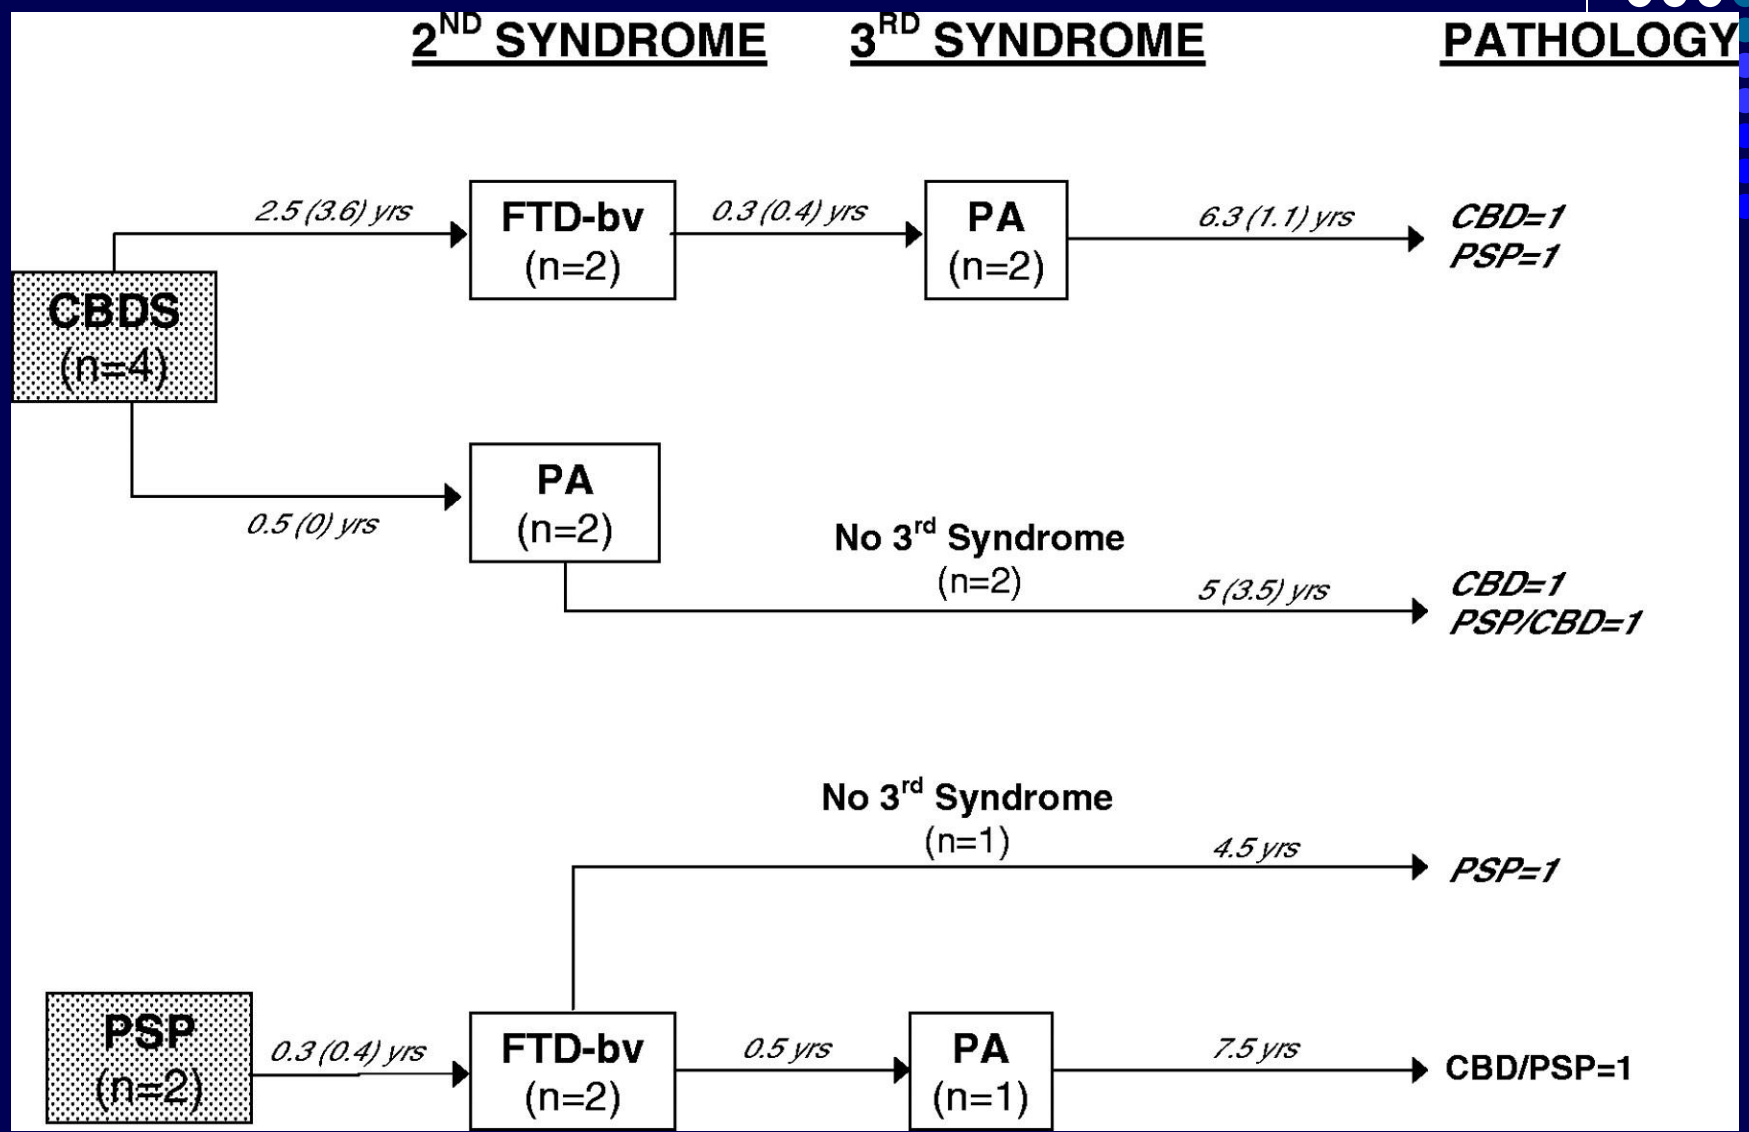 2ND SYNDROME 3RD SYNDROME PATHOLOGY
2.5 (3.6) yrs
FTD-bv
(n=2)
0.3 (0.4) yrs
PA
(n=2)
6.3 (1.1) yrs
CBD=1
PSP=1
CBDS
(n=4)
0.5 (0) yrs
PA
(n=2)
No 3rd Syndrome
(n=2)
5 (3.5) yrs
CBD=1
PSP/CBD=1
No 3rd Syndrome
(n=1)
4.5 yrs
PSP=1
PSP
(n=2)
0.3 (0.4) yrs
FTD-bv
(n=2)
0.5 yrs
PA
(n=1)
7.5 yrs
CBD/PSP=1